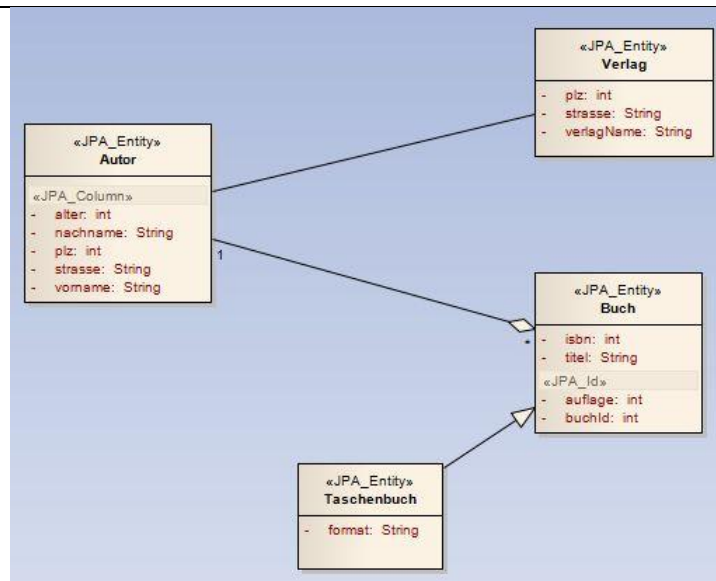 «JPA_Entity»
Verlag
- plz: int
- strasse: String
- verlagName: String
«JPA_Entity»
Autor
«JPA_Column»
- alter: int
- nachname: String
- plz: int
- strasse: String
- vorname: String
1
*
«JPA_Entity»
Buch
- isbn: int
- titel: String
«JPA_Id»
- auflage: int
- buchId: int
«JPA_Entity»
Taschenbuch
- format: String